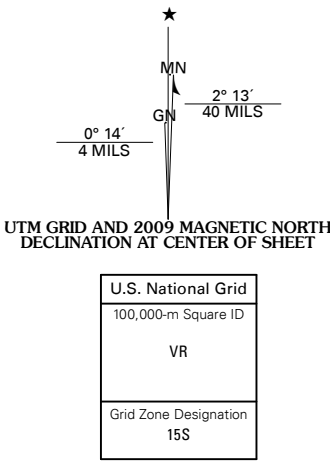 ★
MN
GN
2° 13´
40 MILS
0° 14´
4 MILS
UTM GRID AND 2009 MAGNETIC NORTH
DECLINATION AT CENTER OF SHEET
U.S. National Grid
100,000-m Square ID
VR
Grid Zone Designation
15S